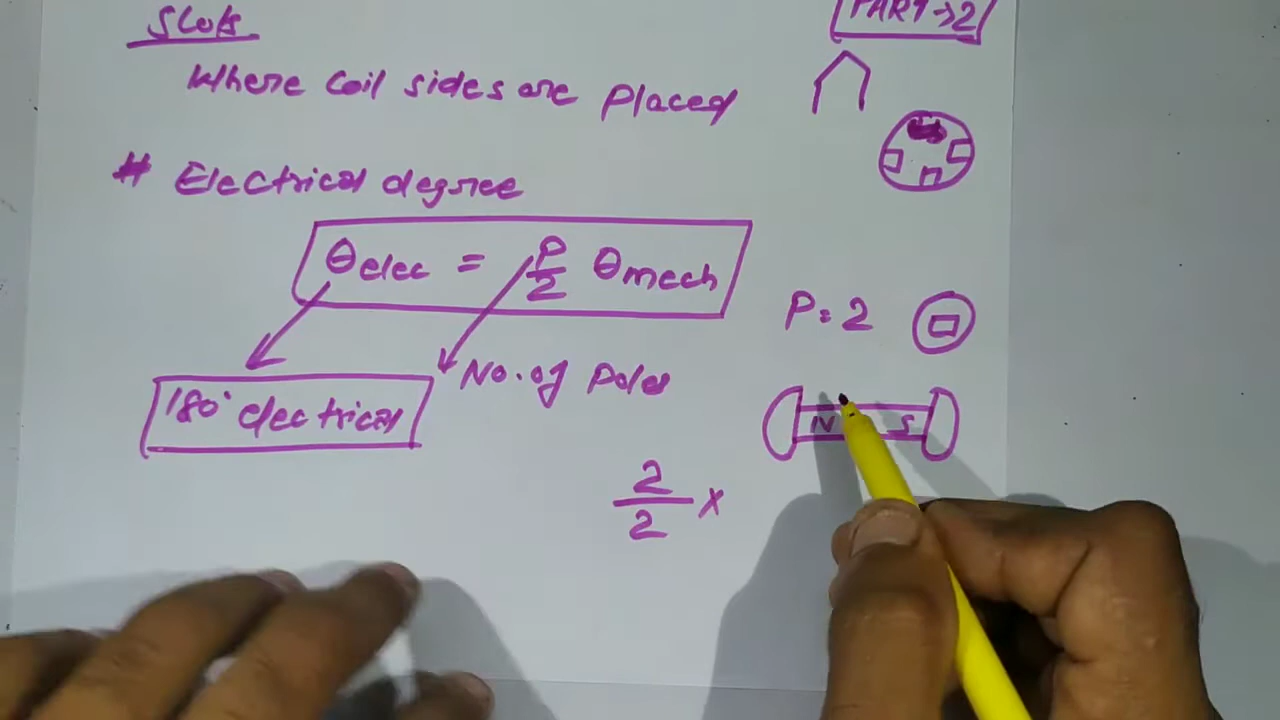 Slots
PART→2
Where coil sides are placed
# Electrical degree
θelec = P/2 θmech
P=2
No. of Poles
180° electrical
N S
2/2 x